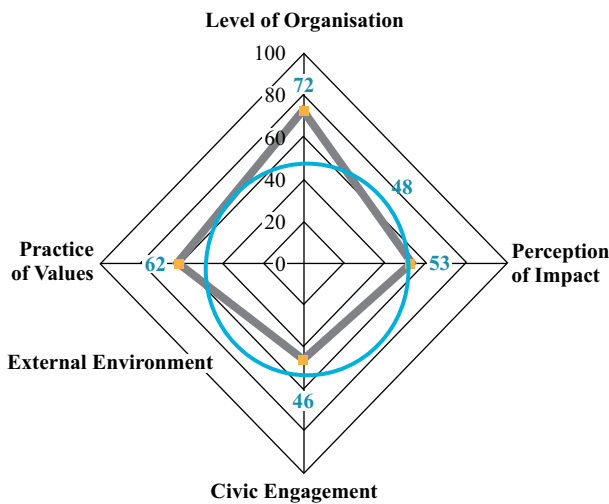 Level of Organisation
100
80
72
60
40
48
20
0
Practice
of Values
62
53
Perception
of Impact
External Environment
46
Civic Engagement